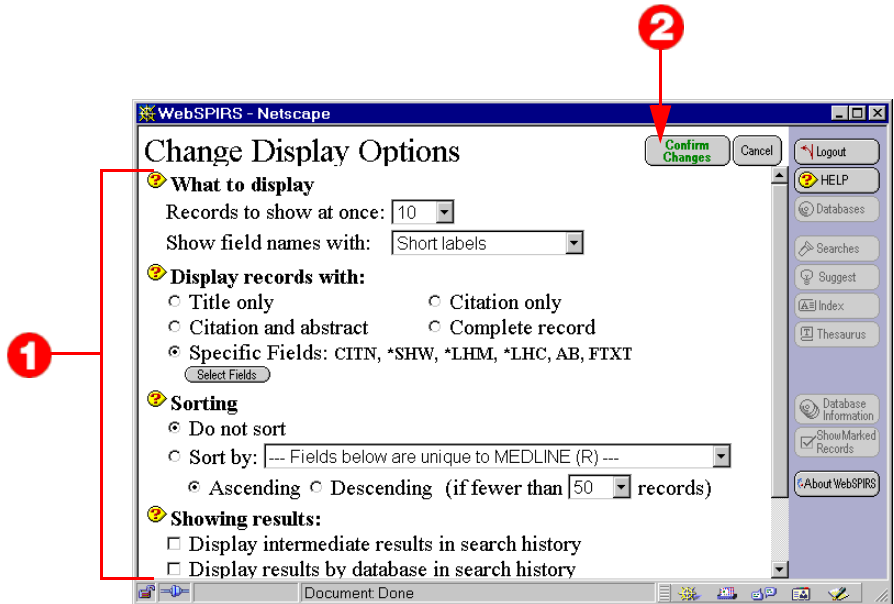 2
WebSPIRS - Netscape
Change Display Options
Confirm Changes
Cancel
What to display
Records to show at once: 10
Show field names with: Short labels
Display records with:
Title only Citation only
Citation and abstract Complete record
Specific Fields: CITN, *SHW, *LHM, *LHC, AB, FTXT
Select Fields
Sorting
Do not sort
Sort by: --- Fields below are unique to MEDLINE (R) ---
Ascending Descending (if fewer than 50 records)
Showing results:
Display intermediate results in search history
Display results by database in search history
Document: Done
1
Logout
HELP
Databases
Searches
Suggest
Index
Thesaurus
Database
Information
Show Marked
Records
About WebSPIRS